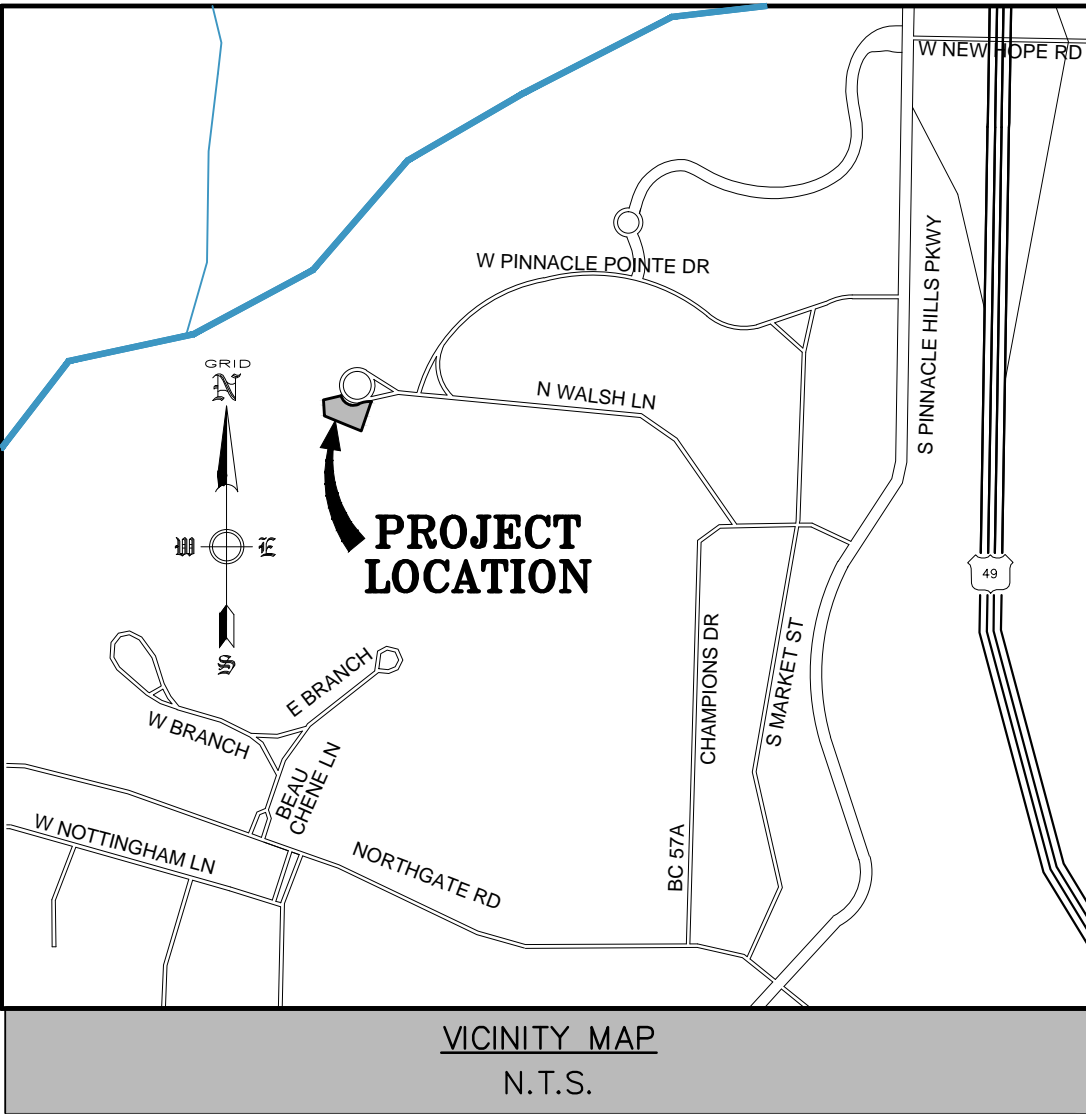 W NEW HOPE RD
W PINNACLE POINTE DR
S PINNACLE HILLS PKWY
GRID
N
N WALSH LN
W
E
S
PROJECT
LOCATION
49
E BRANCH
W BRANCH
BEAU
CHENE LN
CHAMPIONS DR
S MARKET ST
W NOTTINGHAM LN
NORTHGATE RD
BC 57A
VICINITY MAP
N.T.S.